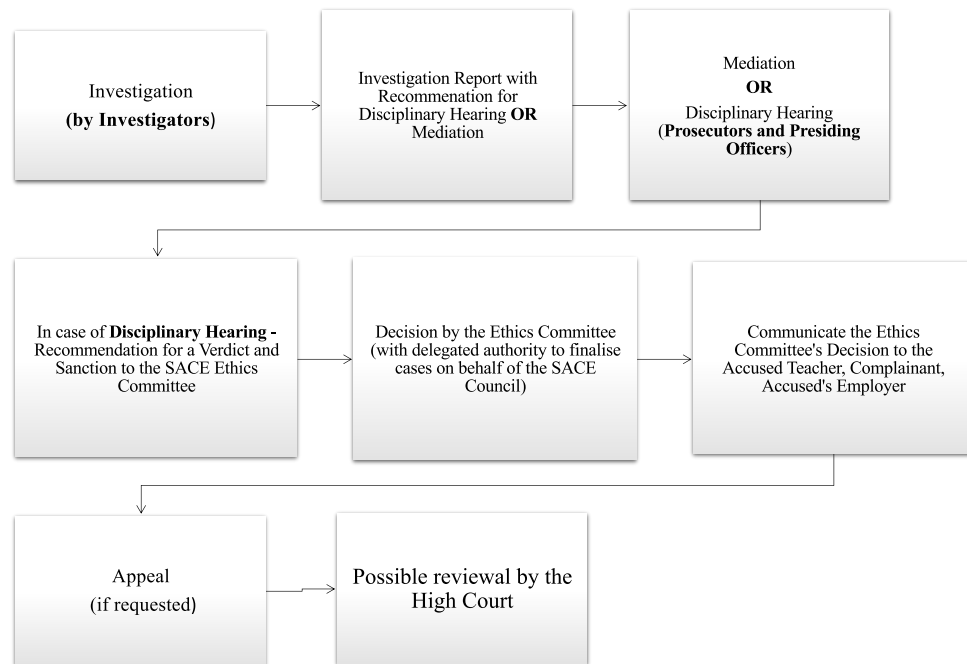 Investigation
(by Investigators)
Investigation Report with
Recommenation for
Disciplinary Hearing OR
Mediation
Mediation
OR
Disciplinary Hearing
(Prosecutors and Presiding
Officers)
In case of Disciplinary Hearing -
Recommendation for a Verdict and
Sanction to the SACE Ethics
Committee
Decision by the Ethics Committee
(with delegated authority to finalise
cases on behalf of the SACE
Council)
Communicate the Ethics
Committee's Decision to the
Accused Teacher, Complainant,
Accused's Employer
Appeal
(if requested)
Possible reviewal by the
High Court